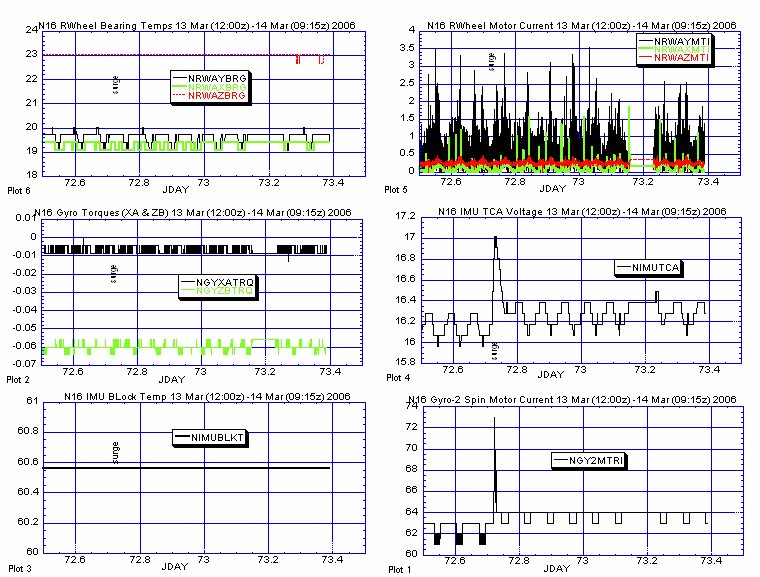 N16 RWheel Bearing Temps 13 Mar (12:00z) -14 Mar (09:15z) 2006
24
23
22
21
20
19
18
surge
NRWAYBRG
NRWAXBRG
NRWAZBRG
72.6
72.8
73
73.2
73.4
Plot 6
JDAY
N16 RWheel Motor Current 13 Mar (12:00z) -14 Mar (09:15z) 2006
4
3.5
3
2.5
2
1.5
1
0.5
0
surge
NRWAYMTI
NRWAXMTI
NRWAZMTI
72.6
72.8
73
73.2
73.4
Plot 5
JDAY
N16 Gyro Torques (XA & ZB) 13 Mar (12:00z) -14 Mar (09:15z) 2006
0.01
0
-0.01
-0.02
-0.03
-0.04
-0.05
-0.06
-0.07
surge
NGYXATRQ
NGYZBTRQ
72.6
72.8
73
73.2
73.4
Plot 2
JDAY
N16 IMU TCA Voltage 13 Mar (12:00z) -14 Mar (09:15z) 2006
17.2
17
16.8
16.6
16.4
16.2
16
15.8
surge
NIMUTCA
72.6
72.8
73
73.2
73.4
Plot 4
JDAY
N16 IMU BLock Temp 13 Mar (12:00z) -14 Mar (09:15z) 2006
61
60.8
60.6
60.4
60.2
60
surge
NIMUBLKT
72.6
72.8
73
73.2
73.4
Plot 3
JDAY
N16 Gyro-2 Spin Motor Current 13 Mar (12:00z) -14 Mar (09:15z) 2006
74
72
70
68
66
64
62
60
NGY2MTRI
72.6
72.8
73
73.2
73.4
Plot 1
JDAY